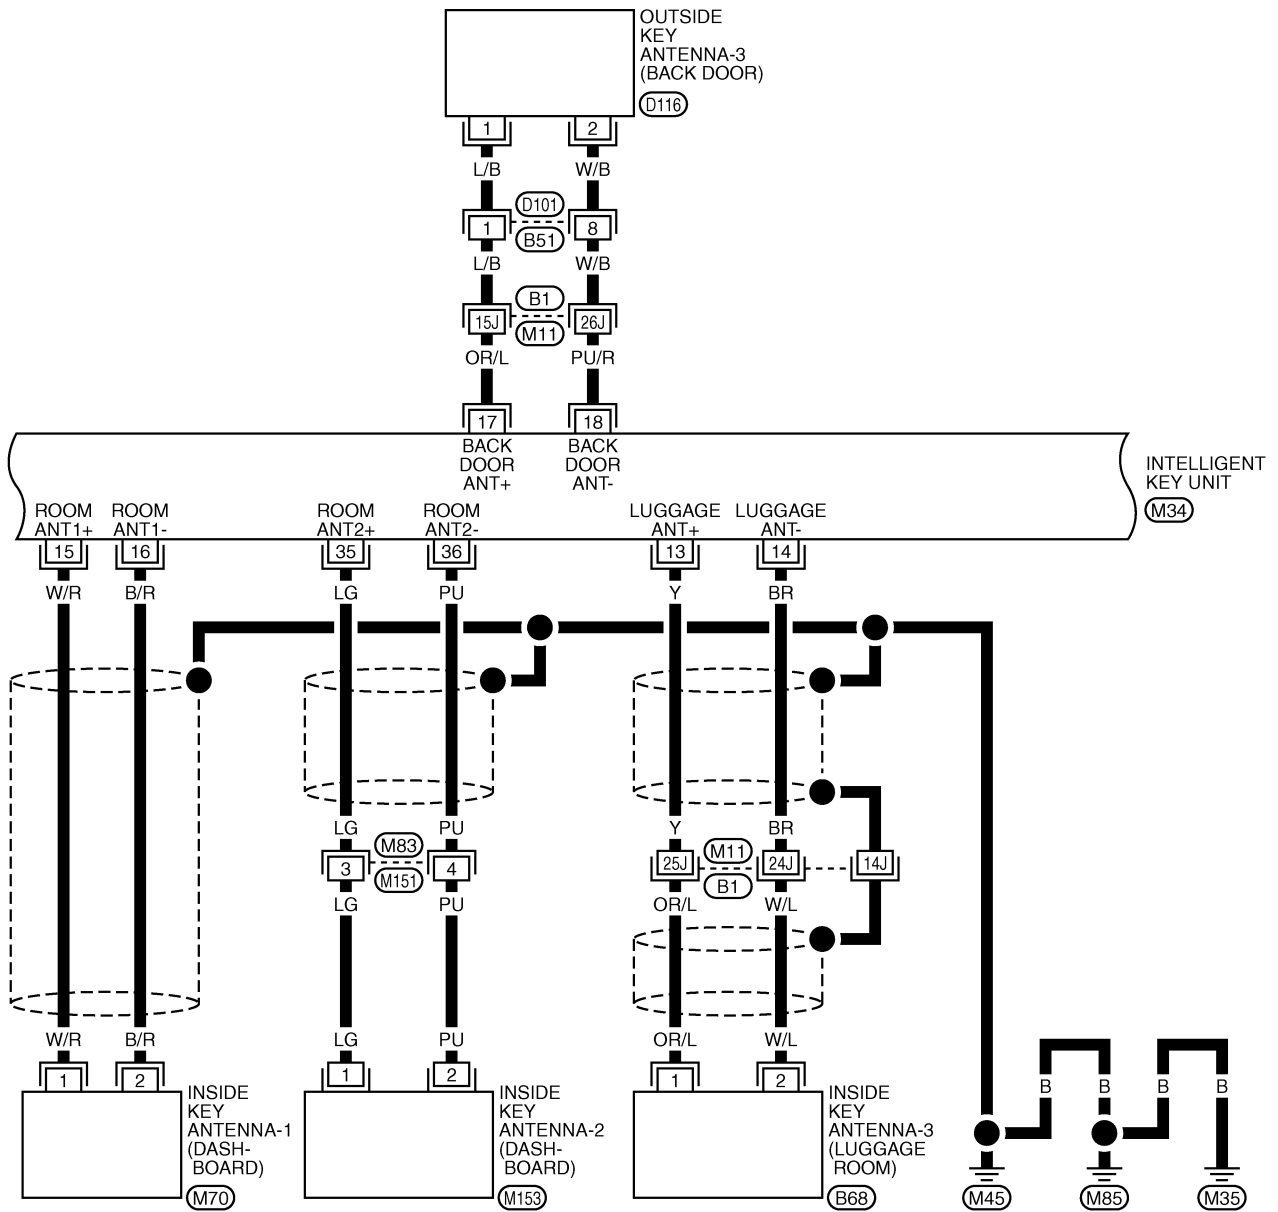 OUTSIDE
KEY
ANTENNA-3
(BACK DOOR)
D116
1 2
L/B W/B
D101
1 8
B51
L/B W/B
B1
15J 26J
M11
OR/L PU/R
17 18
BACK DOOR ANT+ BACK DOOR ANT-
INTELLIGENT
KEY UNIT
M34
ROOM ANT1+ ROOM ANT1- ROOM ANT2+ ROOM ANT2- LUGGAGE ANT+ LUGGAGE ANT-
15 16 35 36 13 14
W/R B/R LG PU Y BR
LG PU Y BR
M83 M11
3 4 25J 24J 14J
M151 B1
LG PU OR/L W/L
W/R B/R LG PU OR/L W/L
1 2 1 2 1 2
INSIDE
KEY
ANTENNA-1
(DASH-
BOARD)
M70
INSIDE
KEY
ANTENNA-2
(DASH-
BOARD)
M153
INSIDE
KEY
ANTENNA-3
(LUGGAGE
ROOM)
B68
B B B B
M45 M85 M35